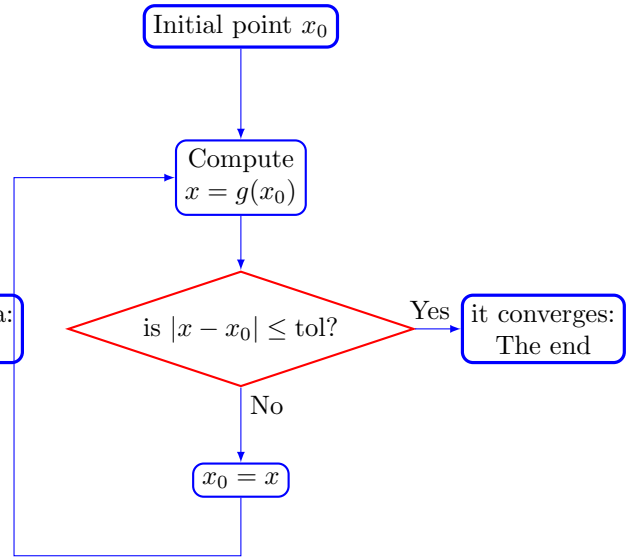 Initial point $x_0$
Compute
$x = g(x_0)$
is $|x - x_0| \leq$ tol?
Yes
it converges:
The end
No
$x_0 = x$